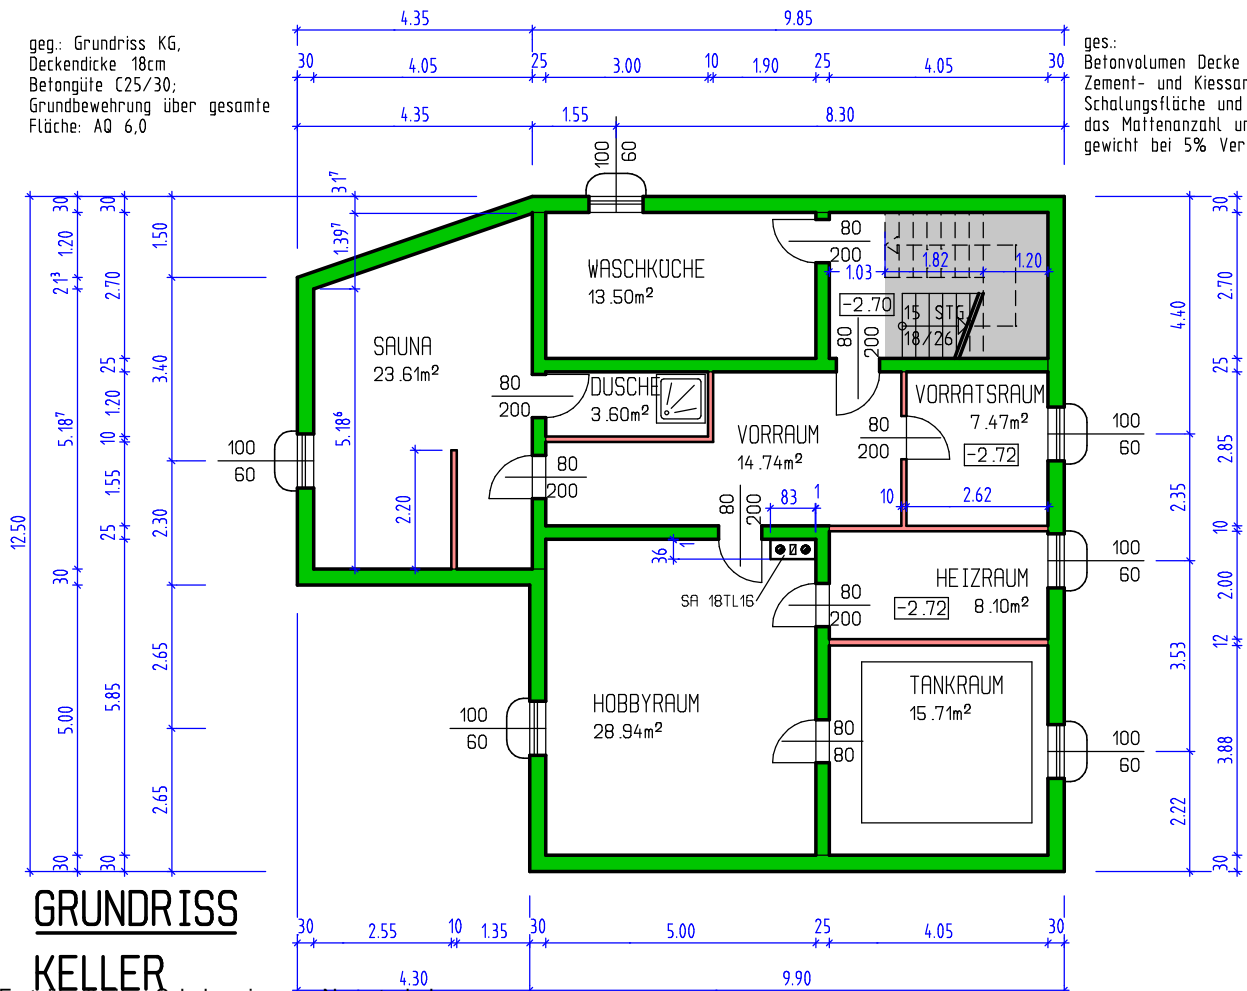 geg.: Grundriss KG,
Deckendicke 18cm
Betongüte C25/30;
Grundbewehrung über gesamte
Fläche: AQ 6,0
ges.:
Betonvolumen Decke
Zement- und Kiessan
Schalungsfläche und
das Mattenanzahl un
gewicht bei 5% Ver
4.35 9.85
30 4.05 25 3.00 10 1.90 25 4.05 30
4.35 1.55 8.30
12.50
30 1.20 21³ 5.18⁷ 30 5.00 30
30 2.70 25 1.20 10 1.55 25 5.85 30
1.50 3.40 2.30 2.65 2.65
31⁷ 1.39⁷ 5.18⁶
100 60
WASCHKÜCHE
13.50m²
80 200
1.03 1.82 1.20
-2.70
15 STG
18/26
80 200
SAUNA
23.61m²
80 200
DUSCHE
3.60m²
VORRAUM
14.74m²
VORRATSRAUM
7.47m²
-2.72
80 200
100 60
100 60
80 200
2.20
80 200
83 1
10 2.62
36 1
SA 18TL16
HEIZRAUM
8.10m²
-2.72
80 200
100 60
HOBBYRAUM
28.94m²
100 60
TANKRAUM
15.71m²
80 80
100 60
4.40 2.35 3.53 2.22
30 2.70 25 2.85 10 2.00 12 3.88 30
30 2.55 10 1.35 30 5.00 25 4.05 30
4.30 9.90
GRUNDRISS
KELLER